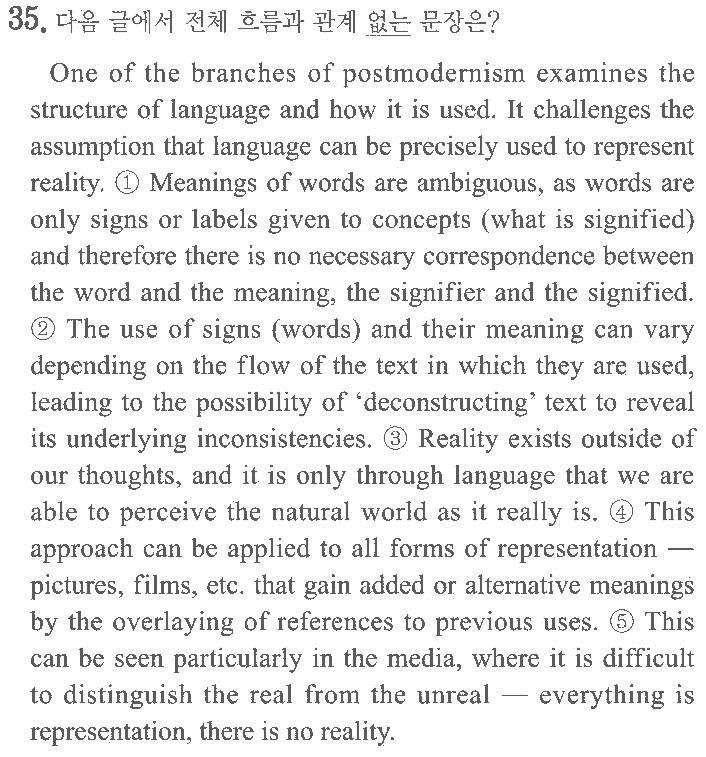 35. 다음 글에서 전체 흐름과 관계 없는 문장은?
One of the branches of postmodernism examines the
structure of language and how it is used. It challenges the
assumption that language can be precisely used to represent
reality. ① Meanings of words are ambiguous, as words are
only signs or labels given to concepts (what is signified)
and therefore there is no necessary correspondence between
the word and the meaning, the signifier and the signified.
② The use of signs (words) and their meaning can vary
depending on the flow of the text in which they are used,
leading to the possibility of ‘deconstructing’ text to reveal
its underlying inconsistencies. ③ Reality exists outside of
our thoughts, and it is only through language that we are
able to perceive the natural world as it really is. ④ This
approach can be applied to all forms of representation —
pictures, films, etc. that gain added or alternative meanings
by the overlaying of references to previous uses. ⑤ This
can be seen particularly in the media, where it is difficult
to distinguish the real from the unreal — everything is
representation, there is no reality.